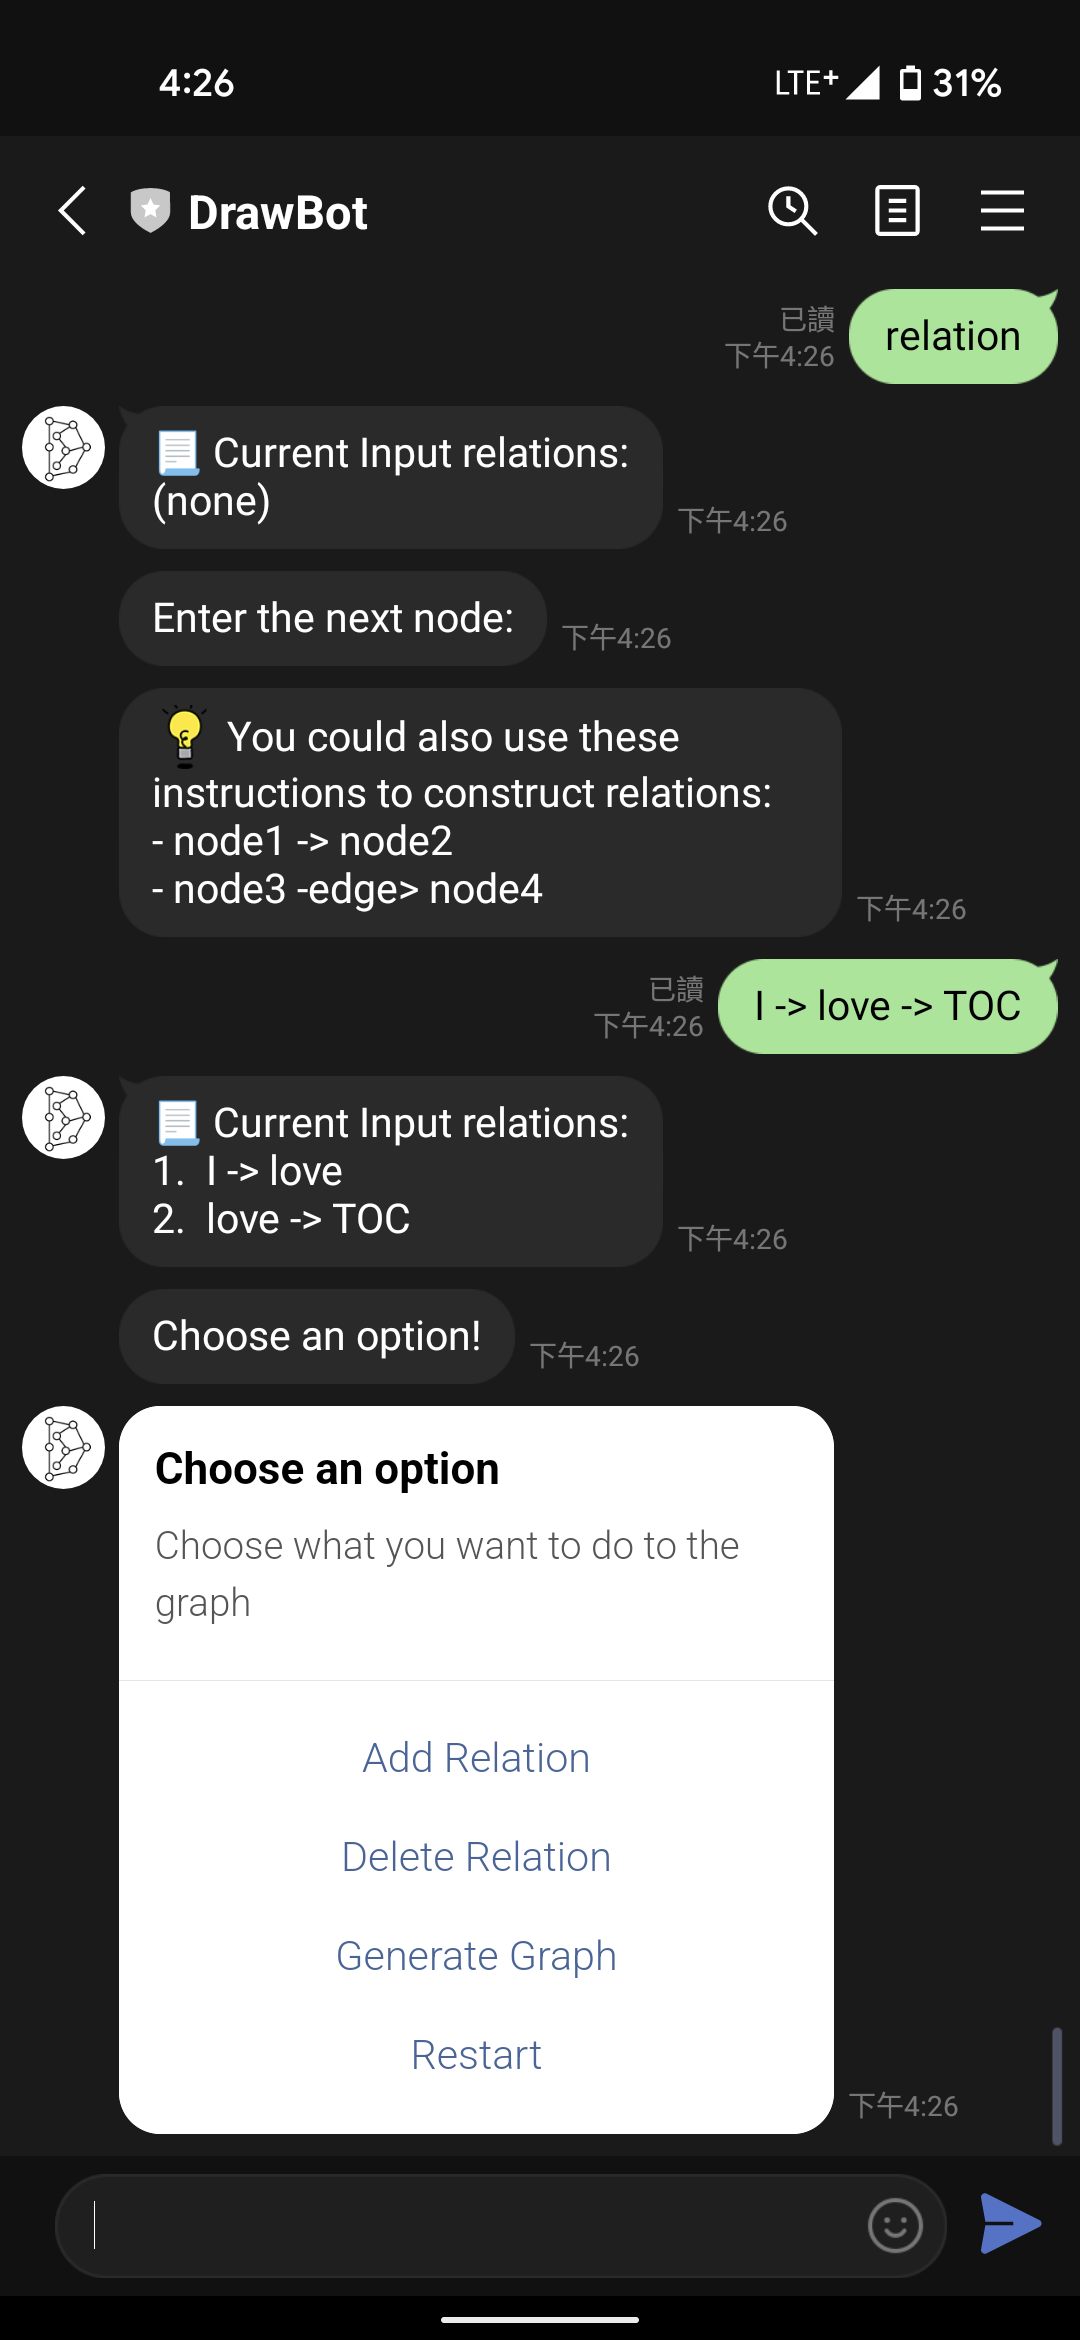 4:26
LTE+ 31%
DrawBot
已讀
下午4:26
relation
Current Input relations:
(none)
下午4:26
Enter the next node:
下午4:26
You could also use these
instructions to construct relations:
- node1 -> node2
- node3 -edge> node4
下午4:26
已讀
下午4:26
I -> love -> TOC
Current Input relations:
1. I -> love
2. love -> TOC
下午4:26
Choose an option!
下午4:26
Choose an option
Choose what you want to do to the
graph
Add Relation
Delete Relation
Generate Graph
Restart
下午4:26